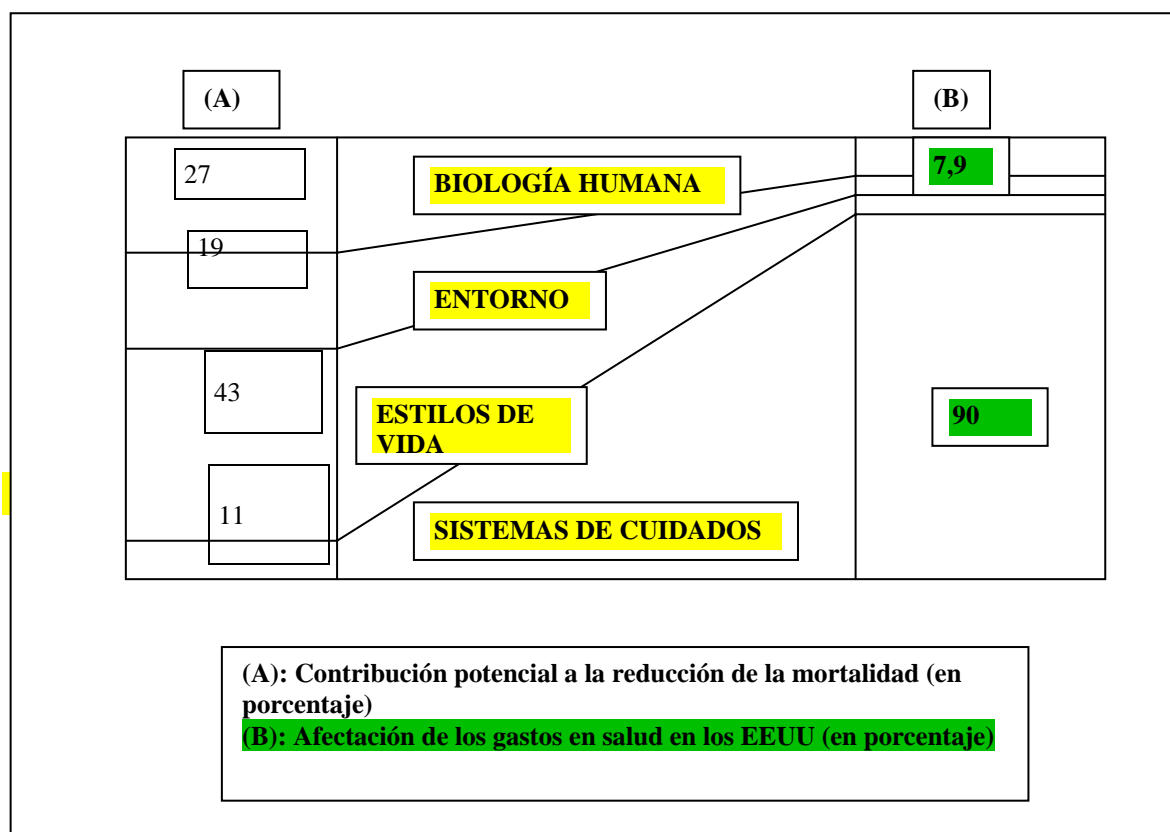 (A)
(B)
27
BIOLOGÍA HUMANA
7,9
19
ENTORNO
43
ESTILOS DE
VIDA
90
11
SISTEMAS DE CUIDADOS
(A): Contribución potencial a la reducción de la mortalidad (en
porcentaje)
(B): Afectación de los gastos en salud en los EEUU (en porcentaje)